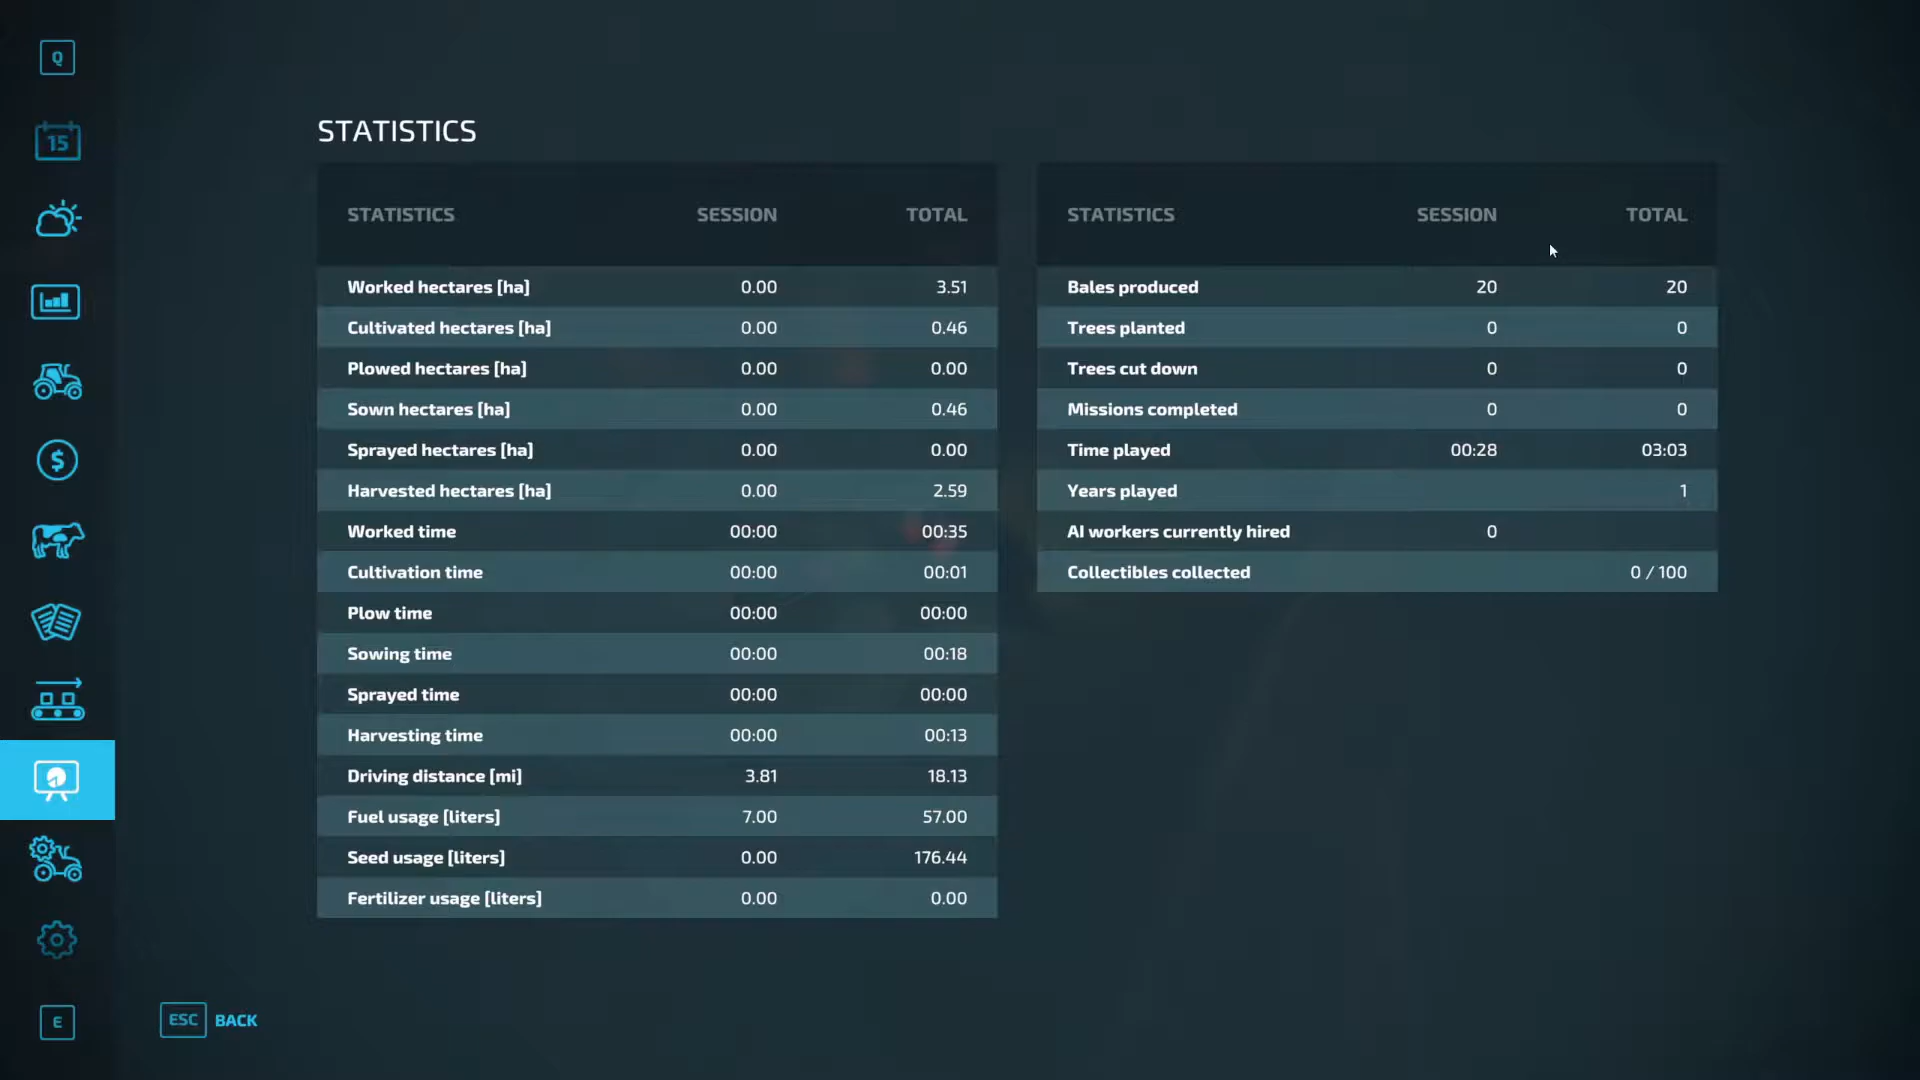 Q
15
$
E
STATISTICS
STATISTICS SESSION TOTAL
Worked hectares [ha] 0.00 3.51
Cultivated hectares [ha] 0.00 0.46
Plowed hectares [ha] 0.00 0.00
Sown hectares [ha] 0.00 0.46
Sprayed hectares [ha] 0.00 0.00
Harvested hectares [ha] 0.00 2.59
Worked time 00:00 00:35
Cultivation time 00:00 00:01
Plow time 00:00 00:00
Sowing time 00:00 00:18
Sprayed time 00:00 00:00
Harvesting time 00:00 00:13
Driving distance [mi] 3.81 18.13
Fuel usage [liters] 7.00 57.00
Seed usage [liters] 0.00 176.44
Fertilizer usage [liters] 0.00 0.00
STATISTICS SESSION TOTAL
Bales produced 20 20
Trees planted 0 0
Trees cut down 0 0
Missions completed 0 0
Time played 00:28 03:03
Years played 1
AI workers currently hired 0
Collectibles collected 0 / 100
ESC BACK